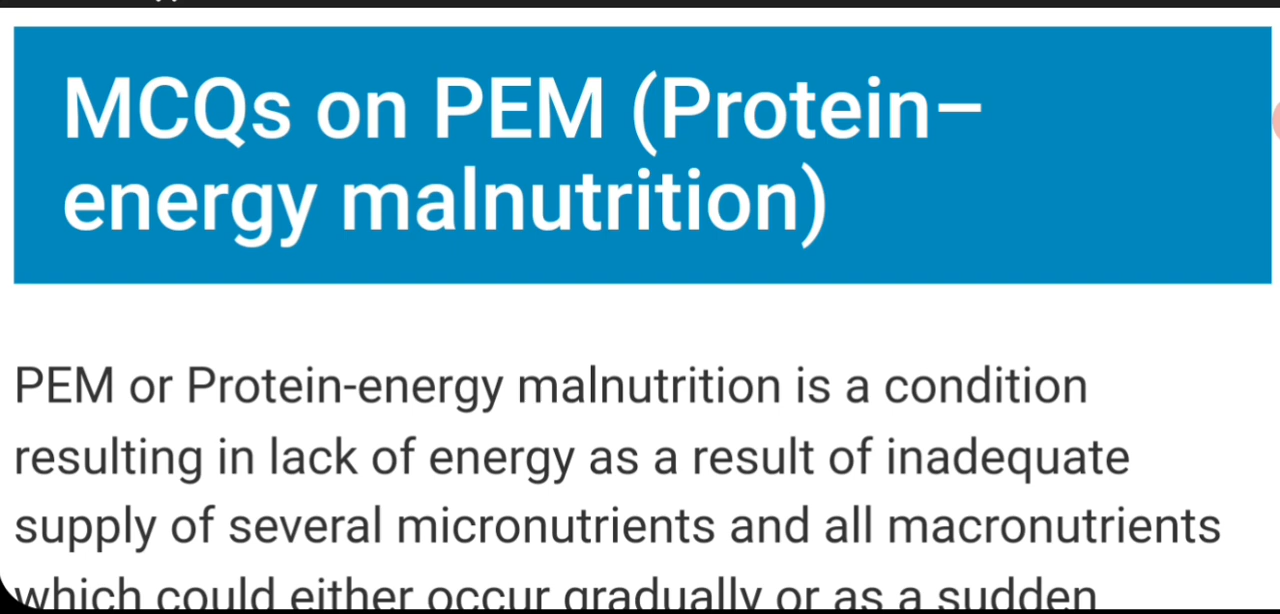 MCQs on PEM (Protein–
energy malnutrition)
PEM or Protein-energy malnutrition is a condition
resulting in lack of energy as a result of inadequate
supply of several micronutrients and all macronutrients
which could either occur gradually or as a sudden